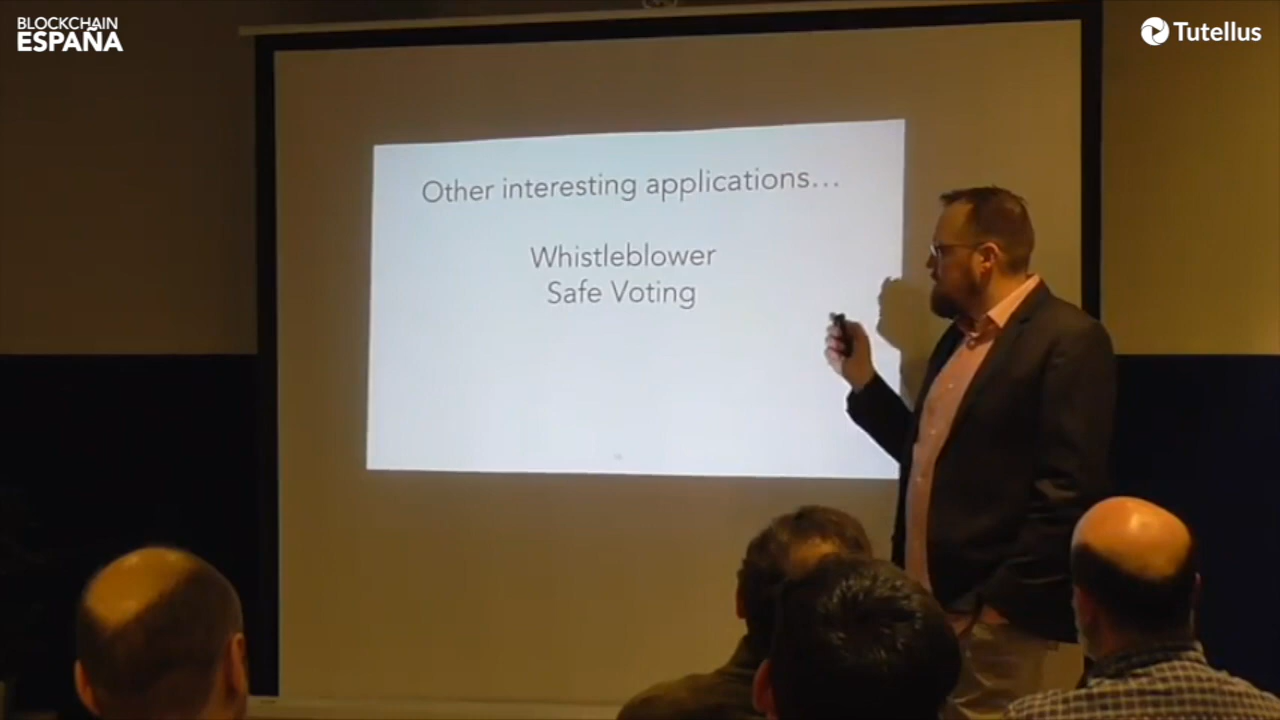 BLOCKCHAIN
ESPAÑA
Tutellus
Other interesting applications...
Whistleblower
Safe Voting